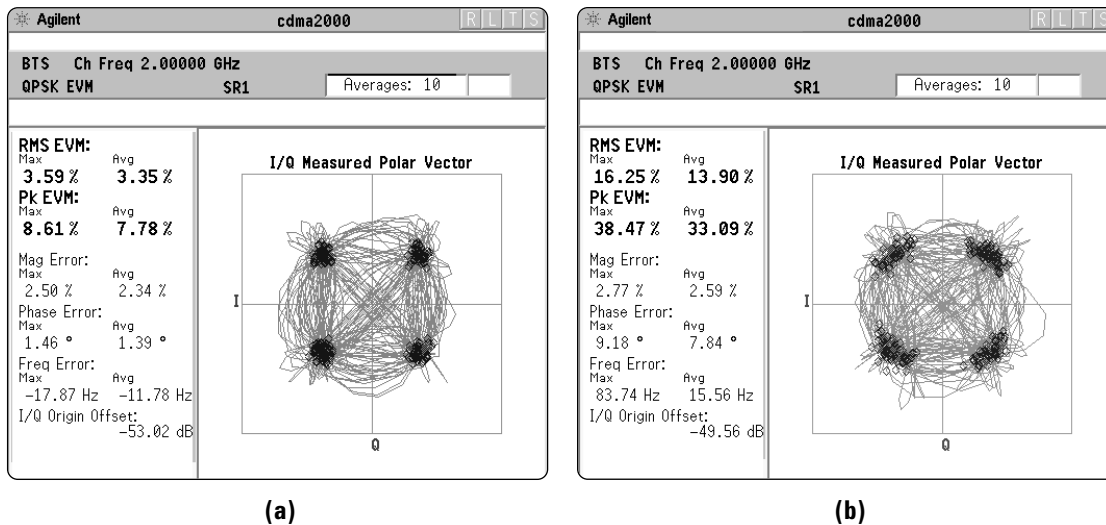 Agilent cdma2000 R L T S
BTS Ch Freq 2.00000 GHz
QPSK EVM SR1 Averages: 10
RMS EVM:
Max Avg
3.59 % 3.35 %
Pk EVM:
Max Avg
8.61 % 7.78 %
Mag Error:
Max Avg
2.50 % 2.34 %
Phase Error:
Max Avg
1.46 ° 1.39 °
Freq Error:
Max Avg
-17.87 Hz -11.78 Hz
I/Q Origin Offset:
-53.02 dB
I/Q Measured Polar Vector
I
Q
(a)
Agilent cdma2000 R L T S
BTS Ch Freq 2.00000 GHz
QPSK EVM SR1 Averages: 10
RMS EVM:
Max Avg
16.25 % 13.90 %
Pk EVM:
Max Avg
38.47 % 33.09 %
Mag Error:
Max Avg
2.77 % 2.59 %
Phase Error:
Max Avg
9.18 ° 7.84 °
Freq Error:
Max Avg
83.74 Hz 15.56 Hz
I/Q Origin Offset:
-49.56 dB
I/Q Measured Polar Vector
I
Q
(b)